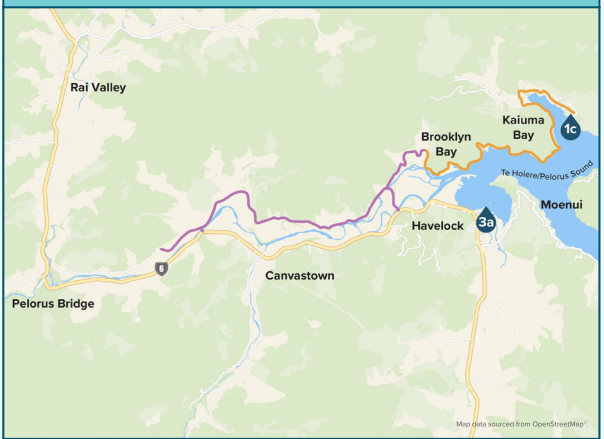 Rai Valley
Kaiuma
Bay
1c
Brooklyn
Bay
Te Hoiere/Pelorus Sound
Moenui
3a
Havelock
6
Canvastown
Pelorus Bridge
Map data sourced from OpenStreetMap©.